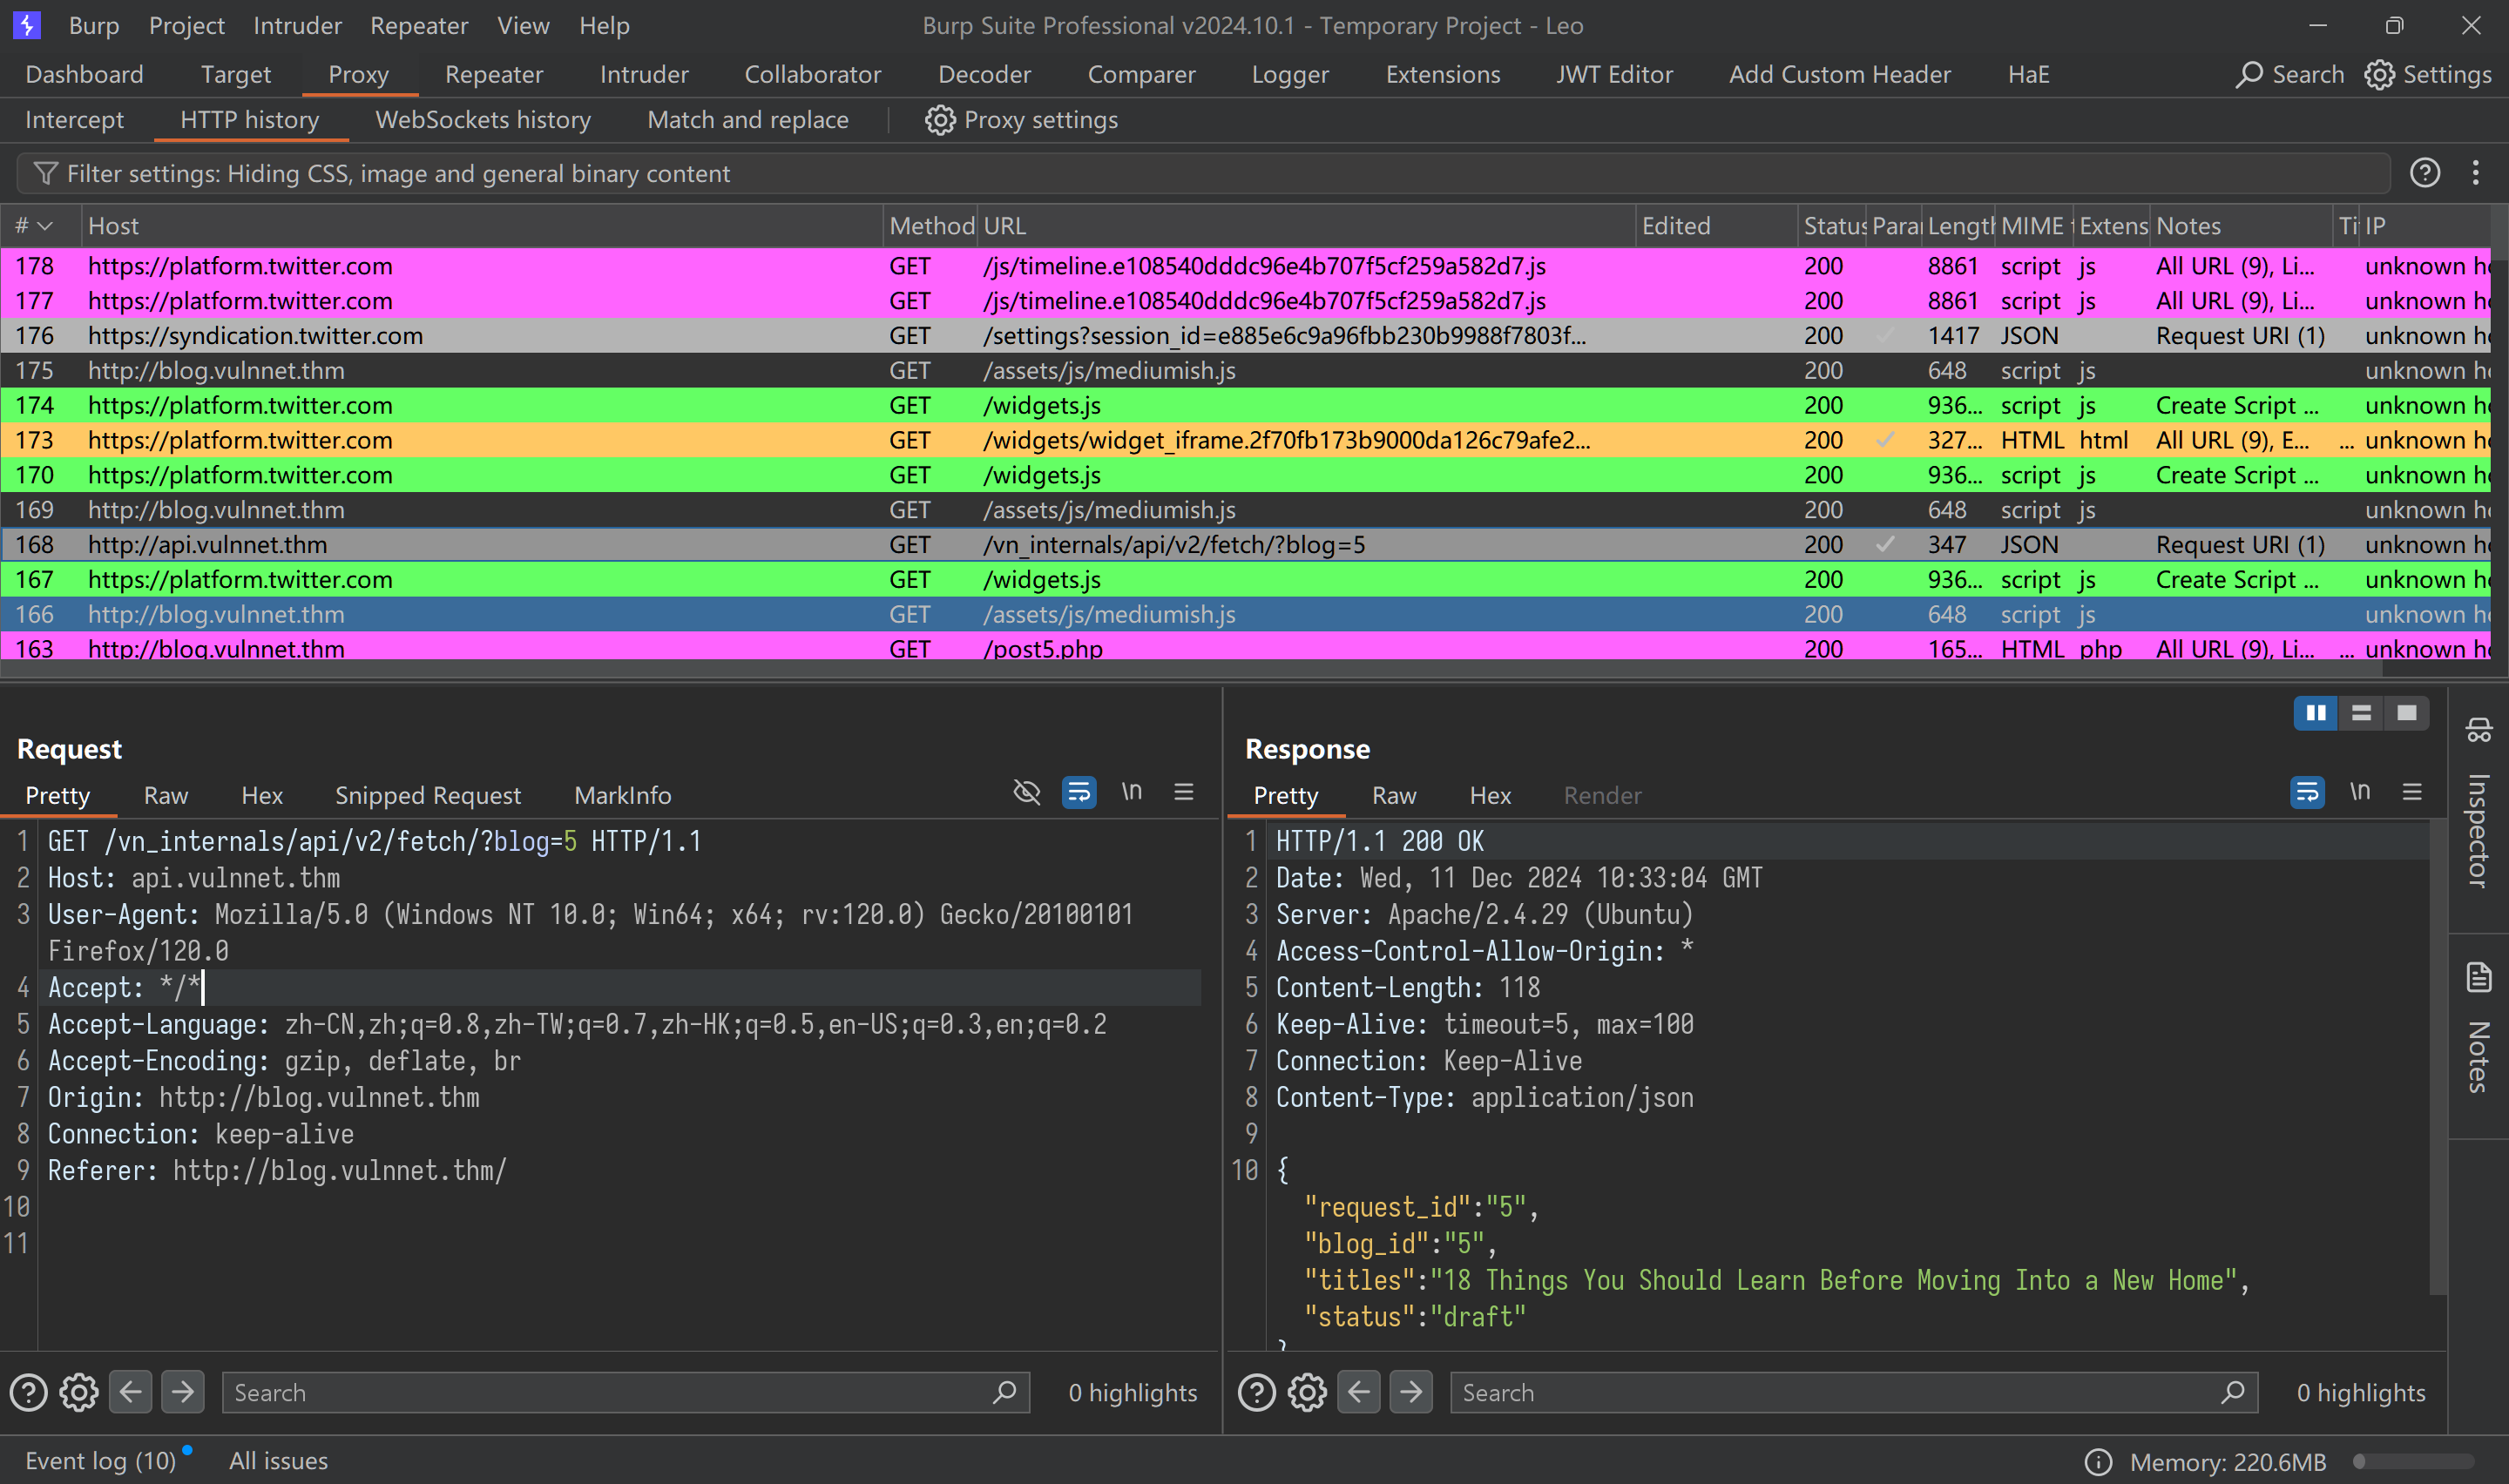 Burp Project Intruder Repeater View Help Burp Suite Professional v2024.10.1 - Temporary Project - Leo
Dashboard Target Proxy Repeater Intruder Collaborator Decoder Comparer Logger Extensions JWT Editor Add Custom Header HaE Search Settings
Intercept HTTP history WebSockets history Match and replace Proxy settings
Filter settings: Hiding CSS, image and general binary content
# Host Method URL Edited Status Parar Length MIME t Extens Notes Tit IP
178 https://platform.twitter.com GET /js/timeline.e108540dddc96e4b707f5cf259a582d7.js 200 8861 script js All URL (9), Li... unknown ho
177 https://platform.twitter.com GET /js/timeline.e108540dddc96e4b707f5cf259a582d7.js 200 8861 script js All URL (9), Li... unknown ho
176 https://syndication.twitter.com GET /settings?session_id=e885e6c9a96fbb230b9988f7803f... 200 1417 JSON Request URI (1) unknown ho
175 http://blog.vulnnet.thm GET /assets/js/mediumish.js 200 648 script js unknown ho
174 https://platform.twitter.com GET /widgets.js 200 936... script js Create Script ... unknown ho
173 https://platform.twitter.com GET /widgets/widget_iframe.2f70fb173b9000da126c79afe2... 200 327... HTML html All URL (9), E... ... unknown ho
170 https://platform.twitter.com GET /widgets.js 200 936... script js Create Script ... unknown ho
169 http://blog.vulnnet.thm GET /assets/js/mediumish.js 200 648 script js unknown ho
168 http://api.vulnnet.thm GET /vn_internals/api/v2/fetch/?blog=5 200 347 JSON Request URI (1) unknown ho
167 https://platform.twitter.com GET /widgets.js 200 936... script js Create Script ... unknown ho
166 http://blog.vulnnet.thm GET /assets/js/mediumish.js 200 648 script js unknown ho
163 http://blog.vulnnet.thm GET /post5.php 200 165... HTML php All URL (9), Li... ... unknown ho
Request
Pretty Raw Hex Snipped Request MarkInfo \n
1 GET /vn_internals/api/v2/fetch/?blog=5 HTTP/1.1
2 Host: api.vulnnet.thm
3 User-Agent: Mozilla/5.0 (Windows NT 10.0; Win64; x64; rv:120.0) Gecko/20100101
Firefox/120.0
4 Accept: */*
5 Accept-Language: zh-CN,zh;q=0.8,zh-TW;q=0.7,zh-HK;q=0.5,en-US;q=0.3,en;q=0.2
6 Accept-Encoding: gzip, deflate, br
7 Origin: http://blog.vulnnet.thm
8 Connection: keep-alive
9 Referer: http://blog.vulnnet.thm/
10
11
Search 0 highlights
Response
Pretty Raw Hex Render \n
1 HTTP/1.1 200 OK
2 Date: Wed, 11 Dec 2024 10:33:04 GMT
3 Server: Apache/2.4.29 (Ubuntu)
4 Access-Control-Allow-Origin: *
5 Content-Length: 118
6 Keep-Alive: timeout=5, max=100
7 Connection: Keep-Alive
8 Content-Type: application/json
9
10 {
"request_id":"5",
"blog_id":"5",
"titles":"18 Things You Should Learn Before Moving Into a New Home",
"status":"draft"
}
Search 0 highlights
Inspector
Notes
Event log (10) All issues Memory: 220.6MB